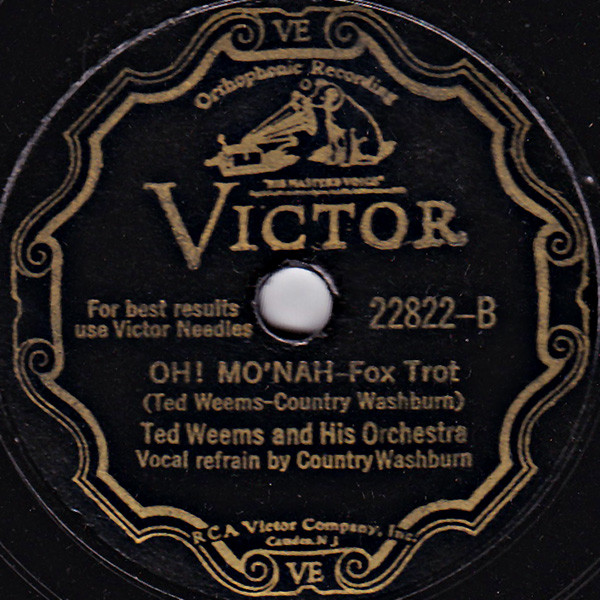 VE
Orthophonic Recording
"HIS MASTER'S VOICE"
VICTOR
For best results
use Victor Needles
22822-B
OH! MO'NAH-Fox Trot
(Ted Weems-Country Washburn)
Ted Weems and His Orchestra
Vocal refrain by Country Washburn
RCA Victor Company, Inc.
Camden, N.J.
VE